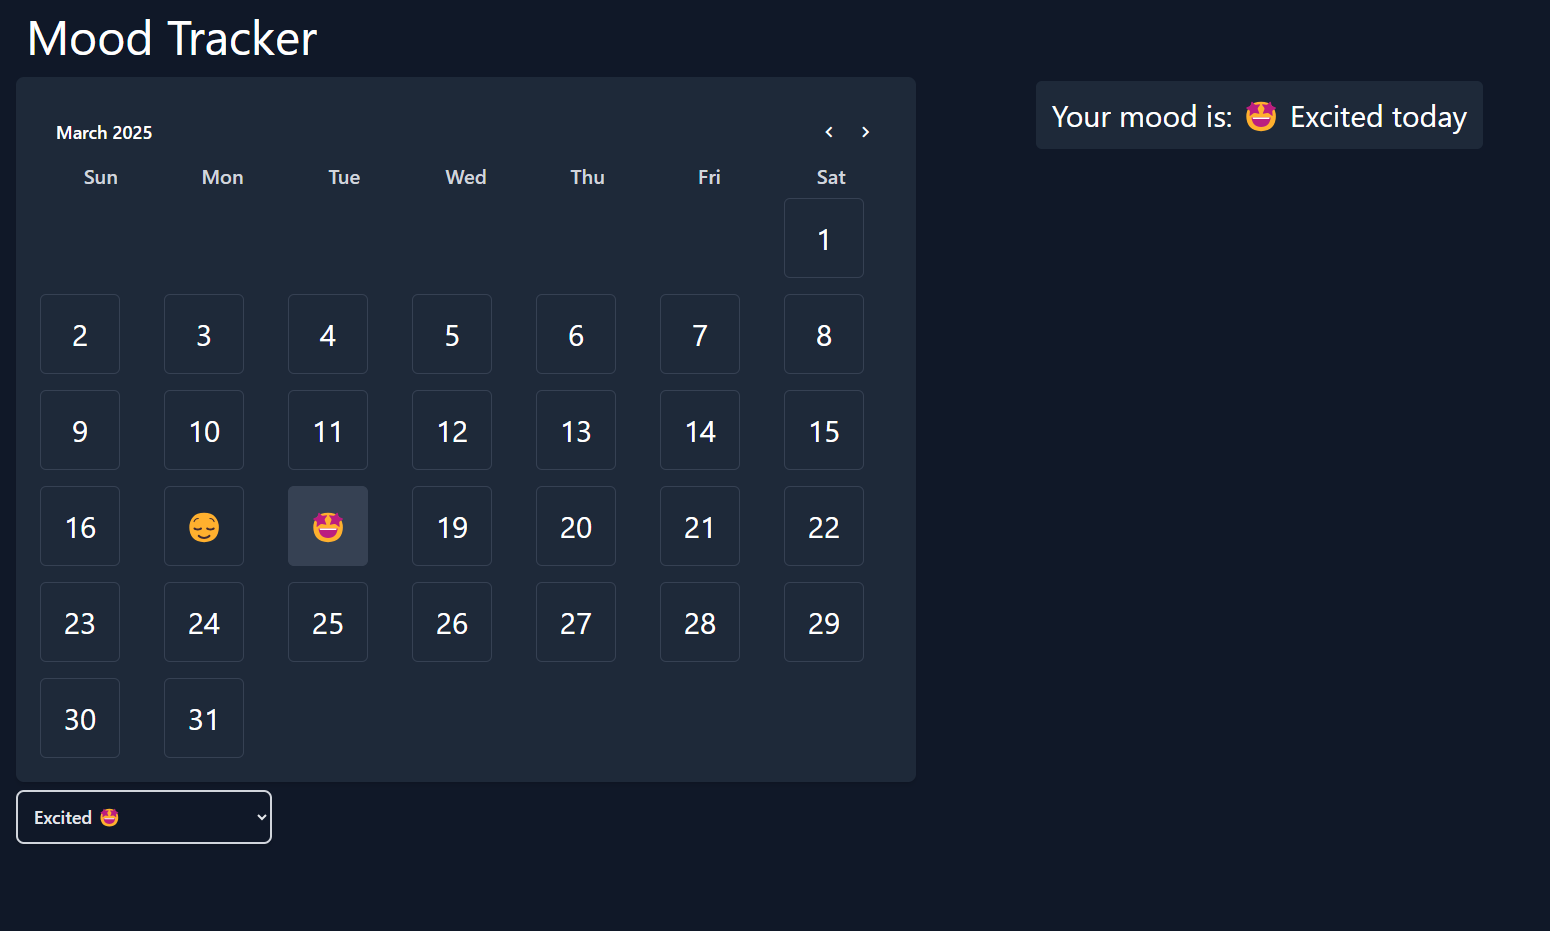 Mood Tracker
March 2025
Sun Mon Tue Wed Thu Fri Sat
1
2 3 4 5 6 7 8
9 10 11 12 13 14 15
16 😌 🤩 19 20 21 22
23 24 25 26 27 28 29
30 31
Excited 🤩
Your mood is: 🤩 Excited today